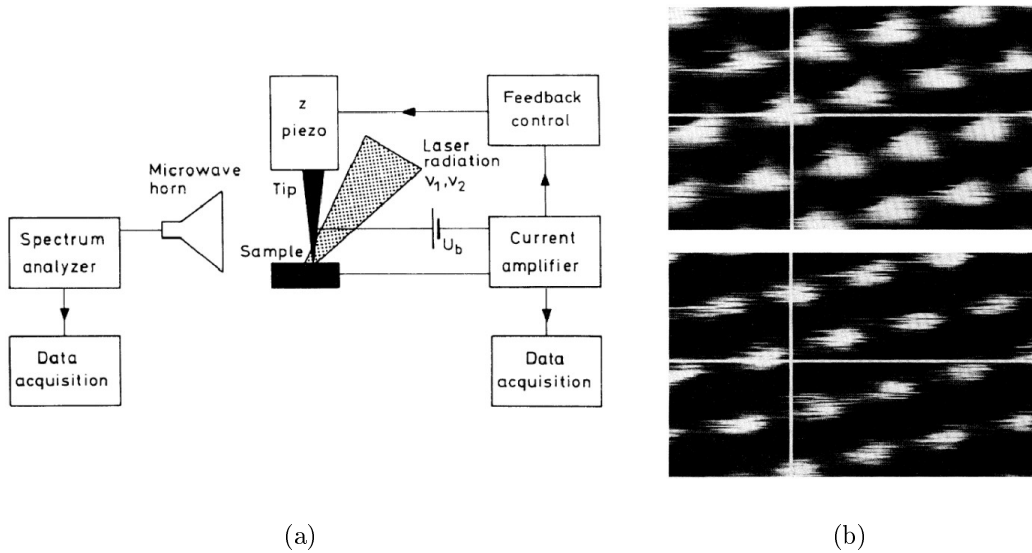 z
piezo
Feedback
control
Laser
radiation
ν₁,ν₂
Microwave
horn
Tip
Spectrum
analyzer
Sample
U_b
Current
amplifier
Data
acquisition
Data
acquisition
(a)
(b)